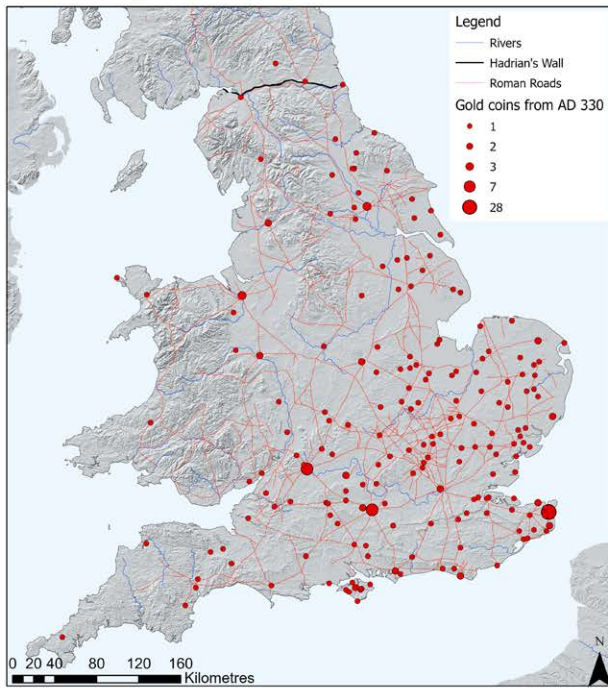 Legend
Rivers
Hadrian's Wall
Roman Roads
Gold coins from AD 330
1
2
3
7
28
N
0 20 40 80 120 160
Kilometres